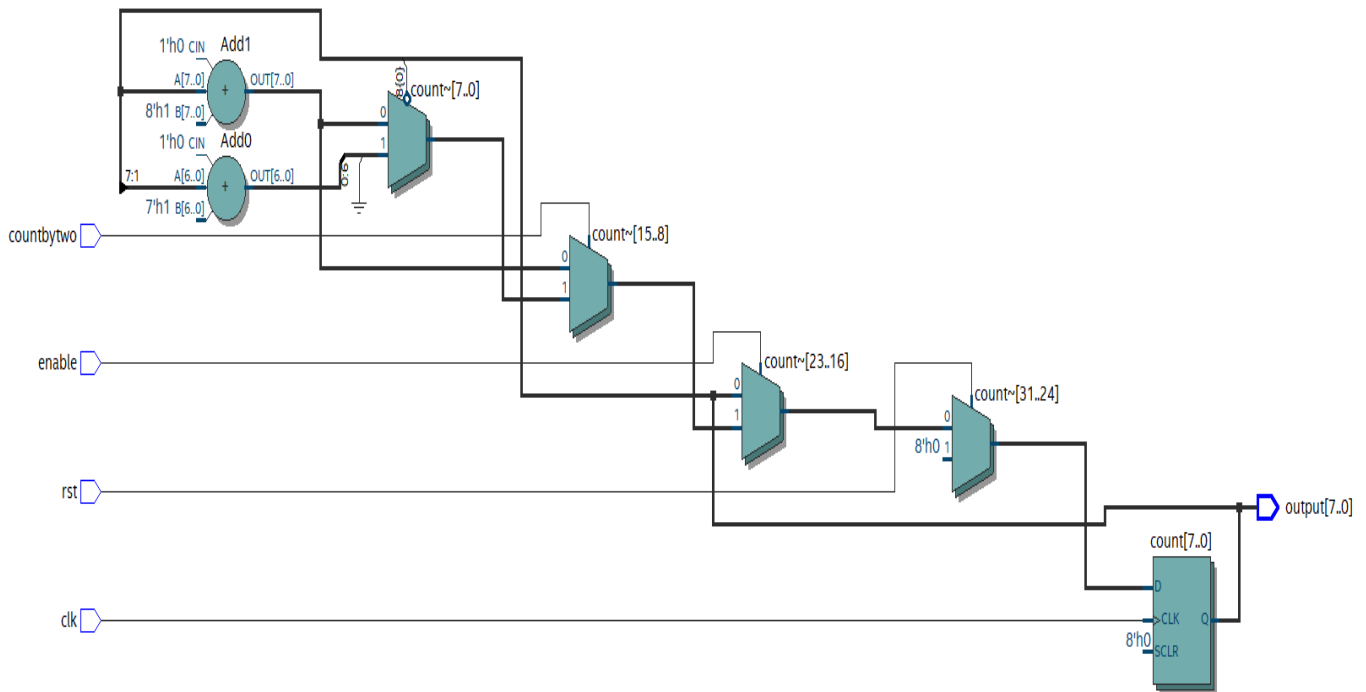 1'h0 CIN
Add1
A[7..0]
OUT[7..0]
+
8'h1 B[7..0]
1'h0 CIN
Add0
7:1
A[6..0]
OUT[6..0]
+
7'h1 B[6..0]
count~[7..0]
0
1
0:6
countbytwo
count~[15..8]
0
1
enable
count~[23..16]
0
1
rst
count~[31..24]
0
8'h0 1
output[7..0]
count[7..0]
D
clk
>CLK
Q
8'h0
SCLR